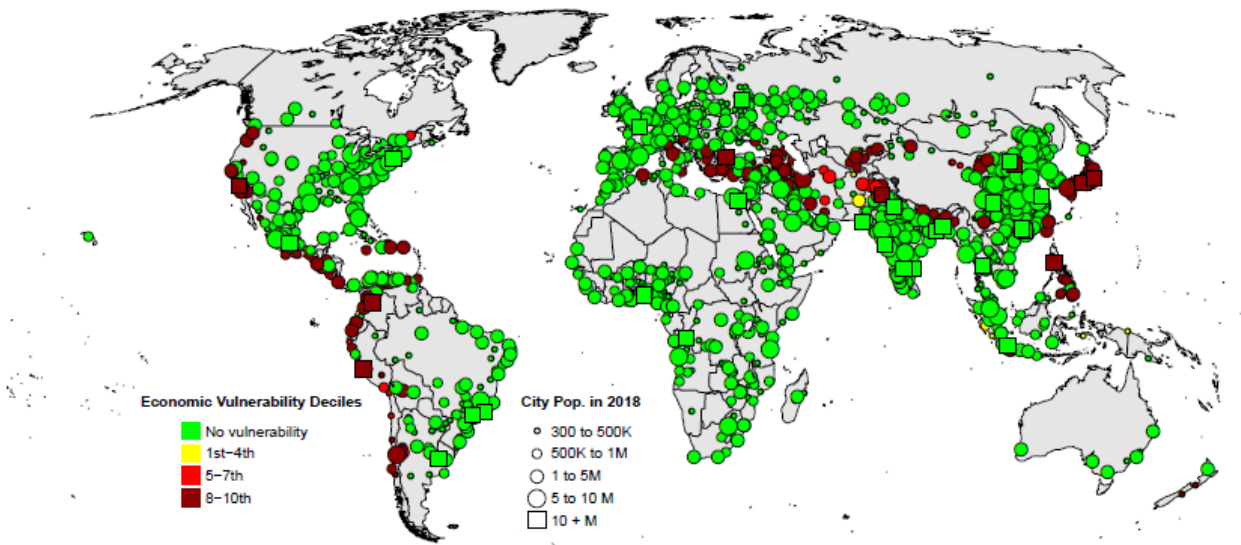 Economic Vulnerability Deciles
No vulnerability
1st−4th
5−7th
8−10th
City Pop. in 2018
300 to 500K
500K to 1M
1 to 5M
5 to 10 M
10 + M